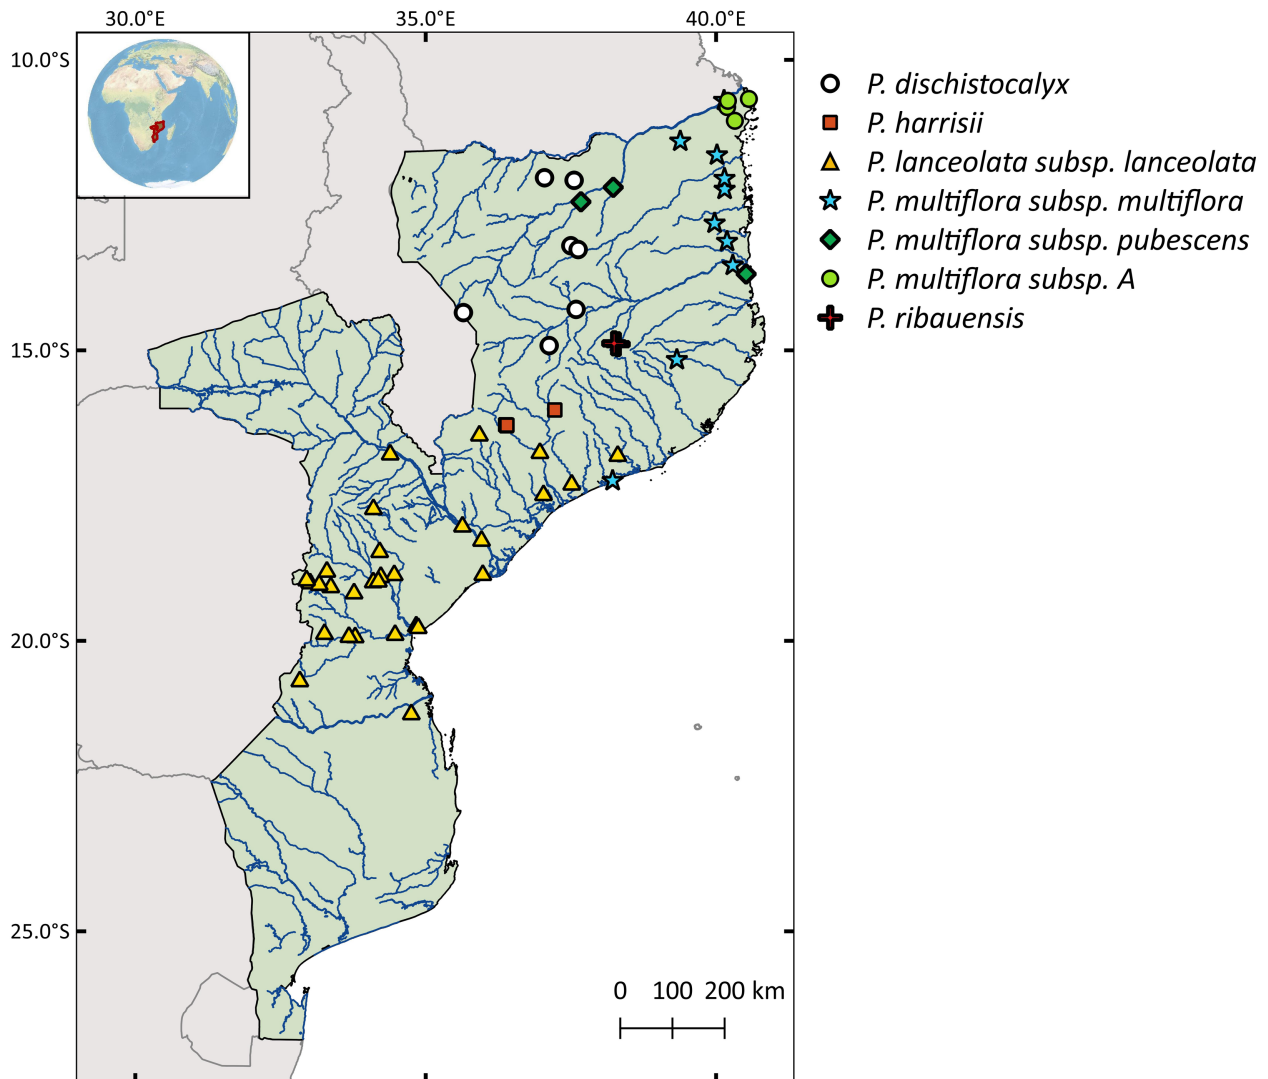 30.0°E 35.0°E 40.0°E
10.0°S
15.0°S
20.0°S
25.0°S
P. dischistocalyx
P. harrisii
P. lanceolata subsp. lanceolata
P. multiflora subsp. multiflora
P. multiflora subsp. pubescens
P. multiflora subsp. A
P. ribauensis
0 100 200 km